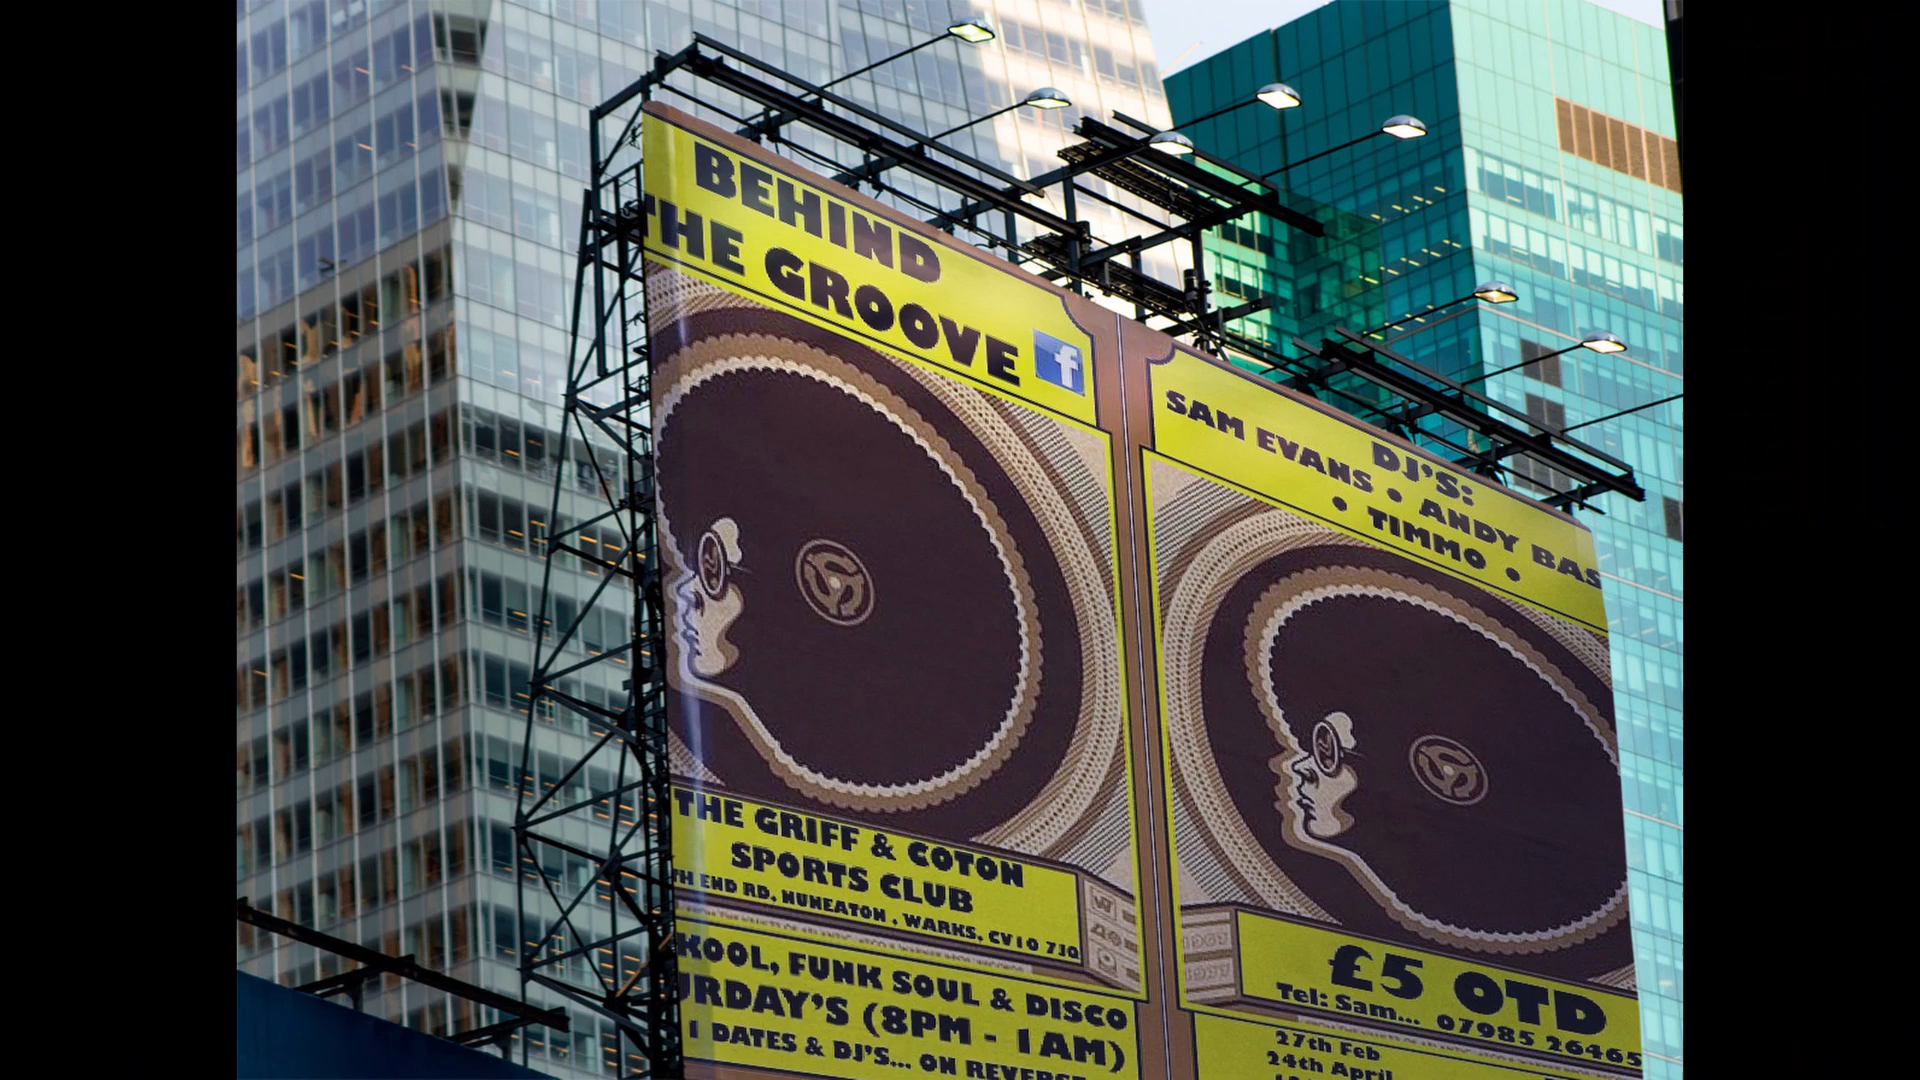 BEHIND
THE GROOVE
f
THE GRIFF & COTON
SPORTS CLUB
TH END RD, NUNEATON . WARKS, CV10 7JQ
KOOL, FUNK SOUL & DISCO
URDAY'S (8PM - 1AM)
DATES & DJ'S... ON REVERSE
DJ'S:
SAM EVANS • ANDY BAS
• TIMMO •
£5 OTD
Tel: Sam... 07985 26465
27th Feb
24th April